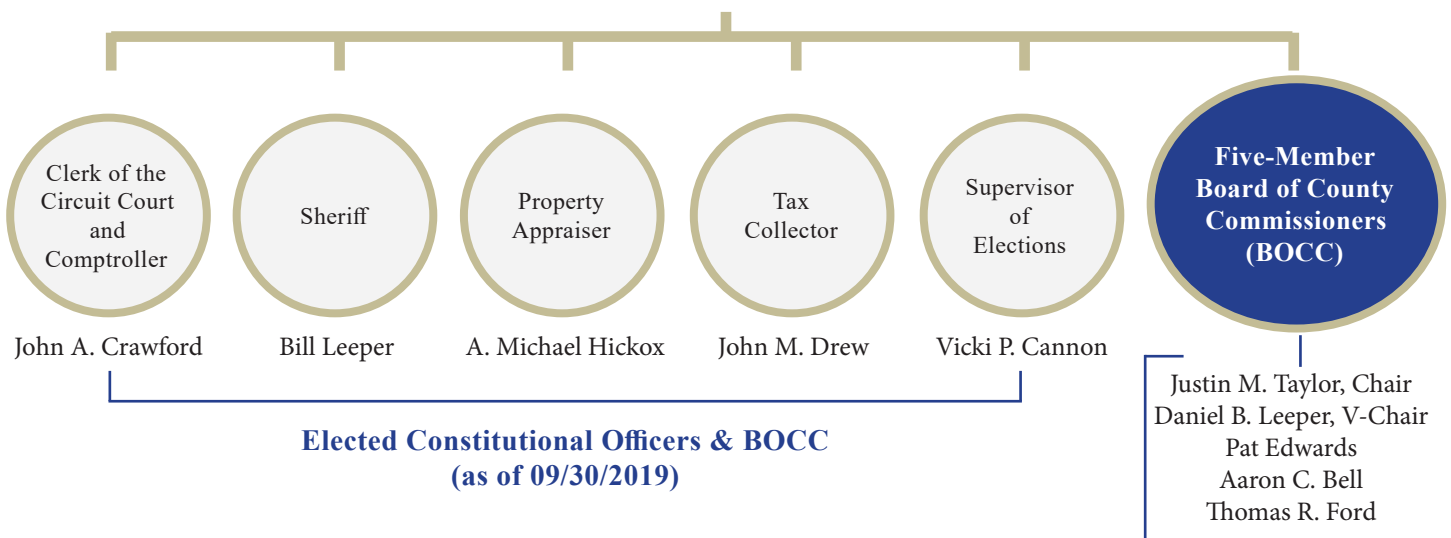 Clerk of the
Circuit Court
and
Comptroller
Sheriff
Property
Appraiser
Tax
Collector
Supervisor
of
Elections
Five-Member
Board of County
Commissioners
(BOCC)
John A. Crawford
Bill Leeper
A. Michael Hickox
John M. Drew
Vicki P. Cannon
Justin M. Taylor, Chair
Daniel B. Leeper, V-Chair
Pat Edwards
Aaron C. Bell
Thomas R. Ford
Elected Constitutional Officers & BOCC
(as of 09/30/2019)